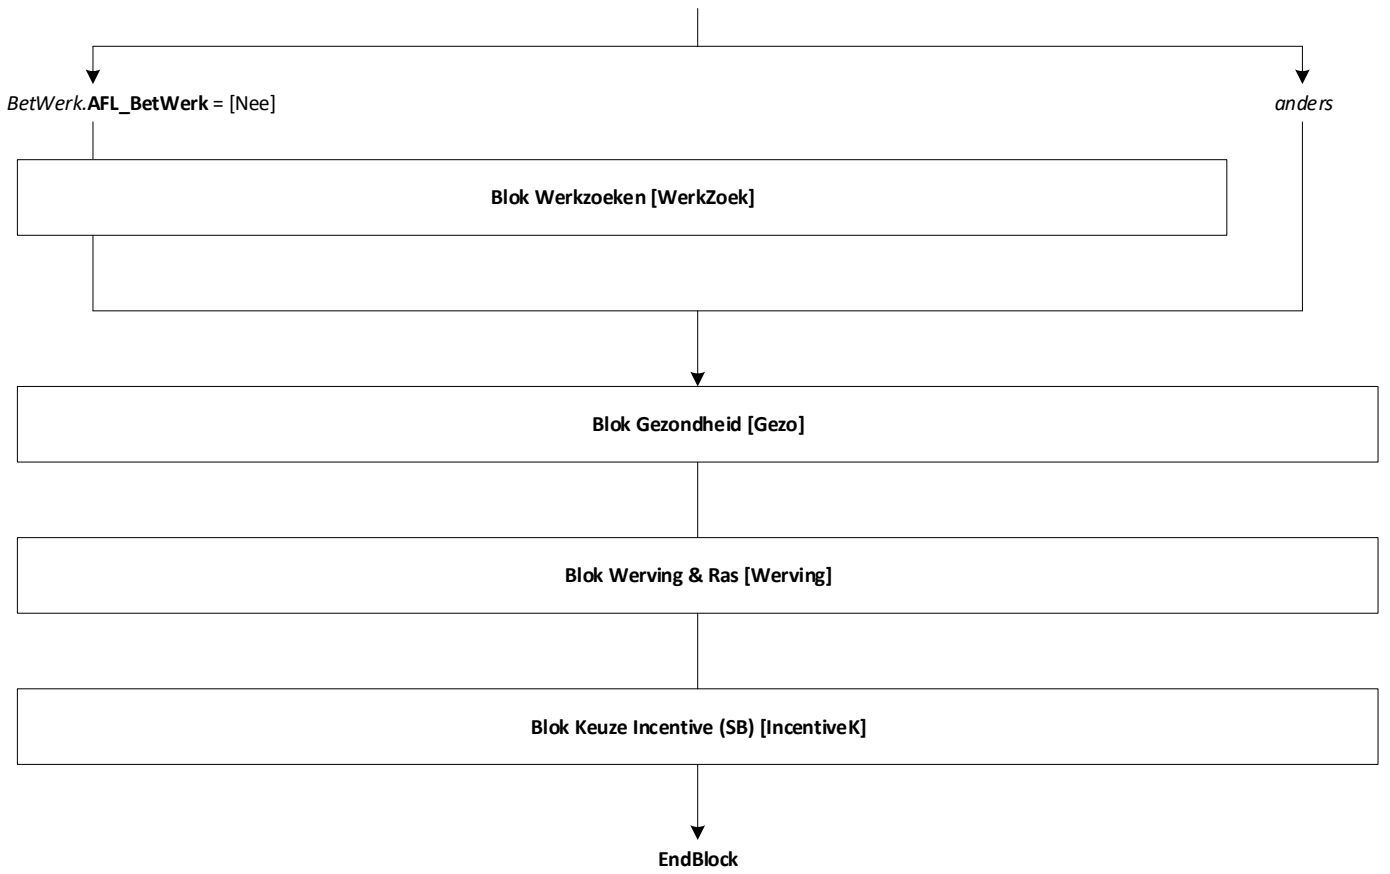 BetWerk.AFL_BetWerk = [Nee]
anders
Blok Werkzoeken [WerkZoek]
Blok Gezondheid [Gezo]
Blok Werving & Ras [Werving]
Blok Keuze Incentive (SB) [IncentiveK]
EndBlock